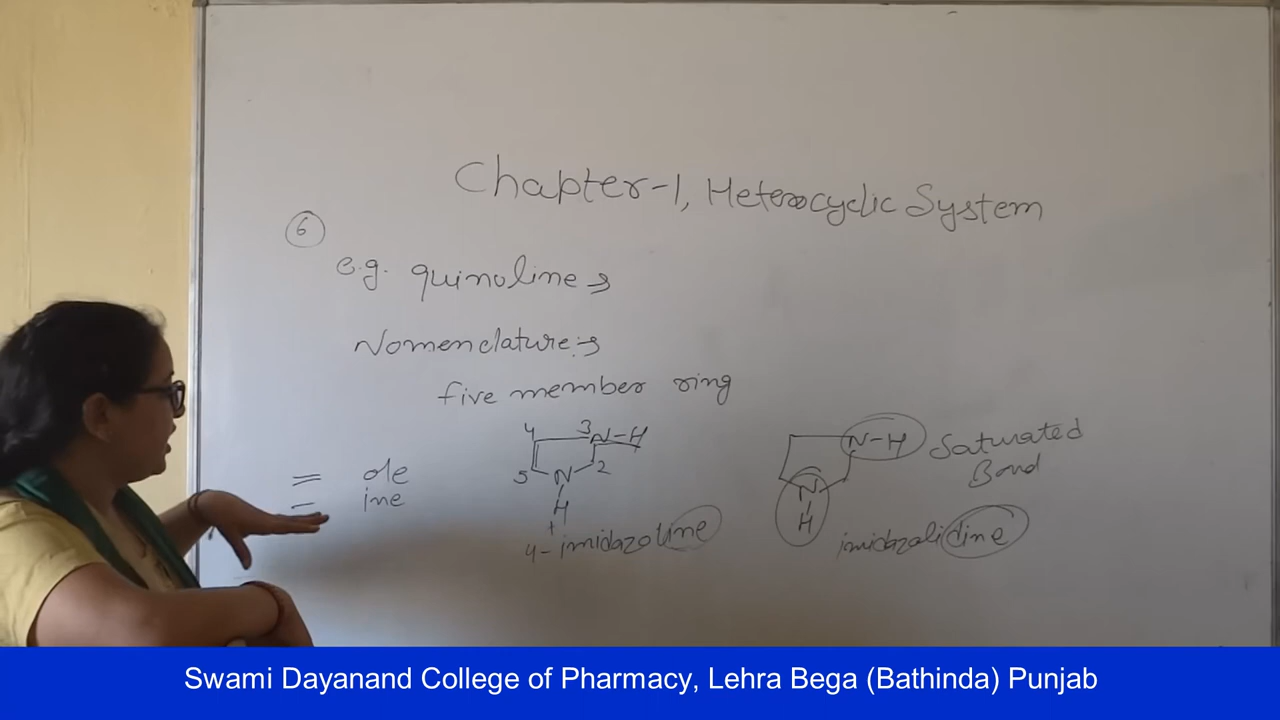 Chapter-1, Heterocyclic System
6
e.g. quinoline →
Nomenclature:→
five member ring
= ole
- ine
4 3 N-H
5 N 2
H
1
4-imidazoline
N-H
N
H
Saturated
Bond
imidazolidine
Swami Dayanand College of Pharmacy, Lehra Bega (Bathinda) Punjab